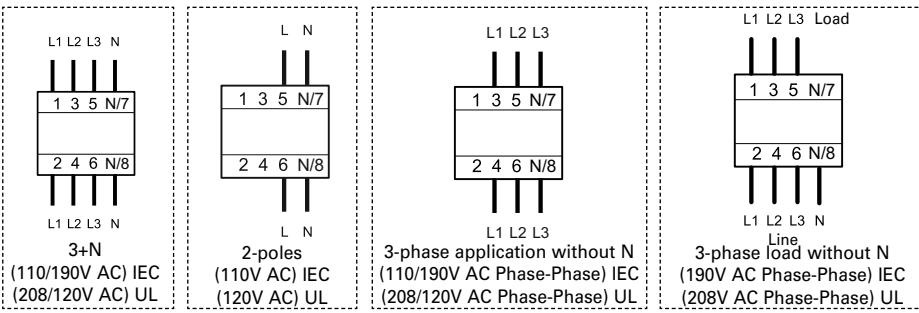 L1 L2 L3 N
1 3 5 N/7
2 4 6 N/8
L1 L2 L3 N
3+N
(110/190V AC) IEC
(208/120V AC) UL
L N
1 3 5 N/7
2 4 6 N/8
L N
2-poles
(110V AC) IEC
(120V AC) UL
L1 L2 L3
1 3 5 N/7
2 4 6 N/8
L1 L2 L3
3-phase application without N
(110/190V AC Phase-Phase) IEC
(208/120V AC Phase-Phase) UL
L1 L2 L3 Load
1 3 5 N/7
2 4 6 N/8
L1 L2 L3 N
Line
3-phase load without N
(190V AC Phase-Phase) IEC
(208V AC Phase-Phase) UL